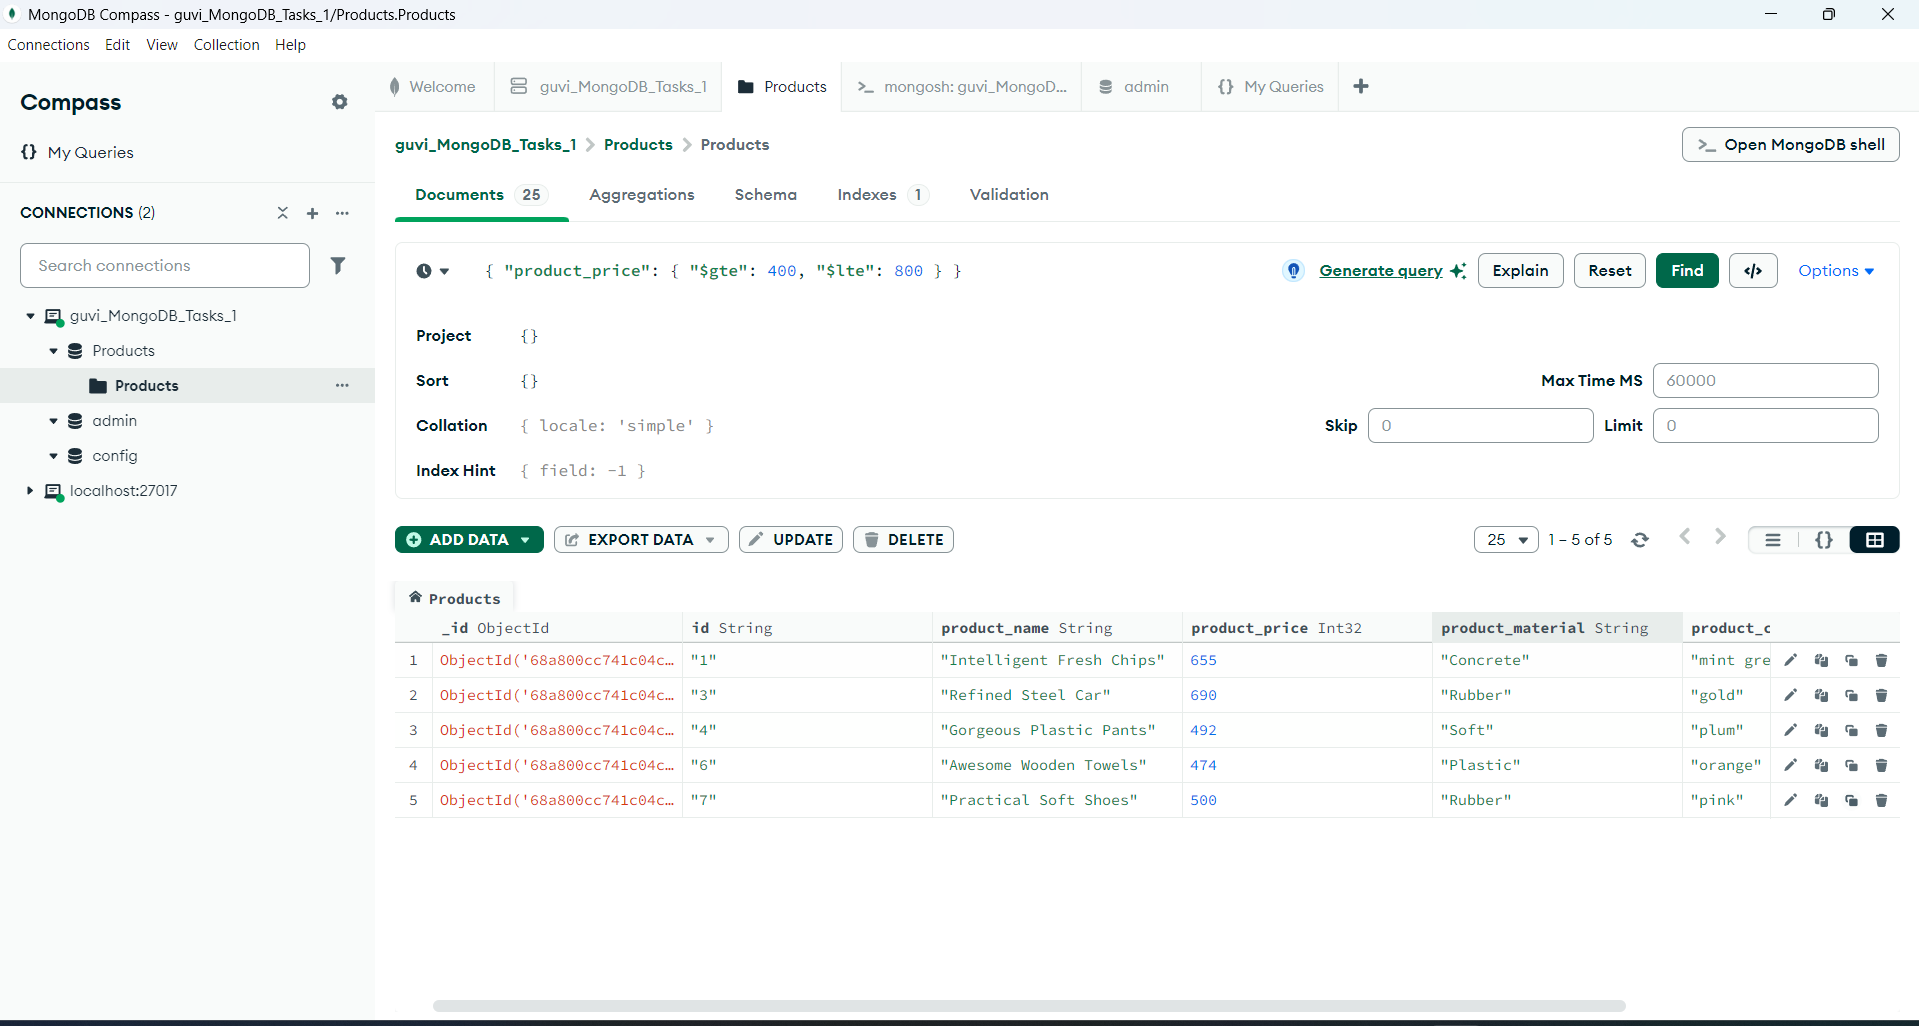 MongoDB Compass - guvi_MongoDB_Tasks_1/Products.Products
Connections Edit View Collection Help
Compass
My Queries
CONNECTIONS (2)
Search connections
guvi_MongoDB_Tasks_1
Products
Products
admin
config
localhost:27017
Welcome guvi_MongoDB_Tasks_1 Products >_ mongosh: guvi_MongoD... admin {} My Queries
guvi_MongoDB_Tasks_1 > Products > Products >_ Open MongoDB shell
Documents 25 Aggregations Schema Indexes 1 Validation
{ "product_price": { "$gte": 400, "$lte": 800 } } Generate query Explain Reset Find </> Options
Project {}
Sort {} Max Time MS 60000
Collation { locale: 'simple' } Skip 0 Limit 0
Index Hint { field: -1 }
ADD DATA EXPORT DATA UPDATE DELETE 25 1 – 5 of 5 {}
Products
_id ObjectId id String product_name String product_price Int32 product_material String product_c
1 ObjectId('68a800cc741c04c… "1" "Intelligent Fresh Chips" 655 "Concrete" "mint gre
2 ObjectId('68a800cc741c04c… "3" "Refined Steel Car" 690 "Rubber" "gold"
3 ObjectId('68a800cc741c04c… "4" "Gorgeous Plastic Pants" 492 "Soft" "plum"
4 ObjectId('68a800cc741c04c… "6" "Awesome Wooden Towels" 474 "Plastic" "orange"
5 ObjectId('68a800cc741c04c… "7" "Practical Soft Shoes" 500 "Rubber" "pink"